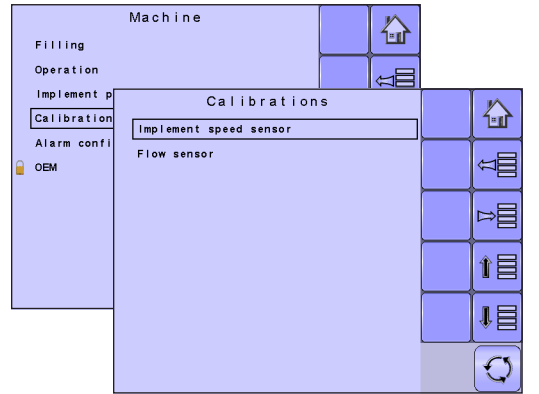 Machine
Filling
Operation
Implement p
Calibration
Alarm confi
OEM
Calibrations
Implement speed sensor
Flow sensor